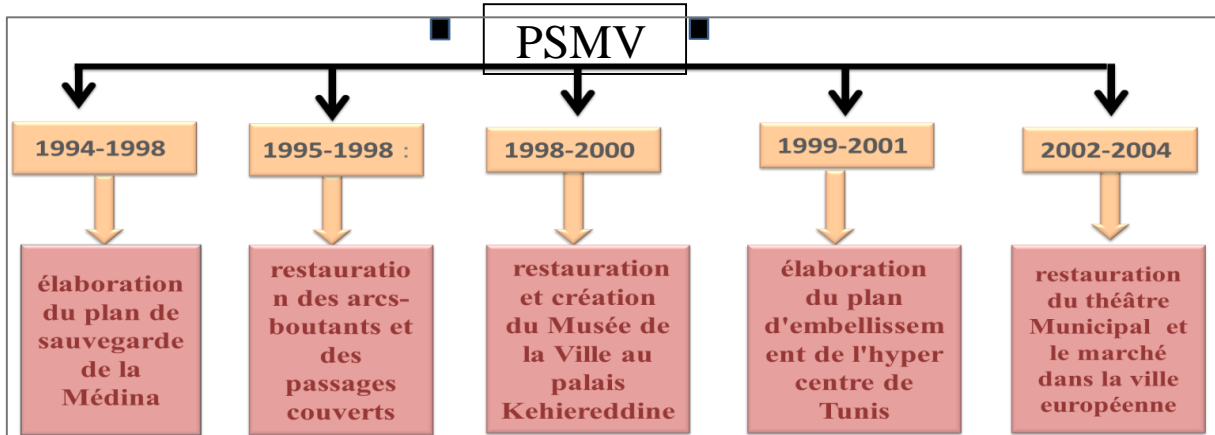 PSMV
1994-1998
élaboration
du plan de
sauvegarde
de la
Médina
1995-1998 :
restauratio
n des arcs-
boutants et
des
passages
couverts
1998-2000
restauration
et création
du Musée de
la Ville au
palais
Kehiereddine
1999-2001
élaboration
du plan
d'embellissem
ent de l'hyper
centre de
Tunis
2002-2004
restauration
du théâtre
Municipal et
le marché
dans la ville
européenne